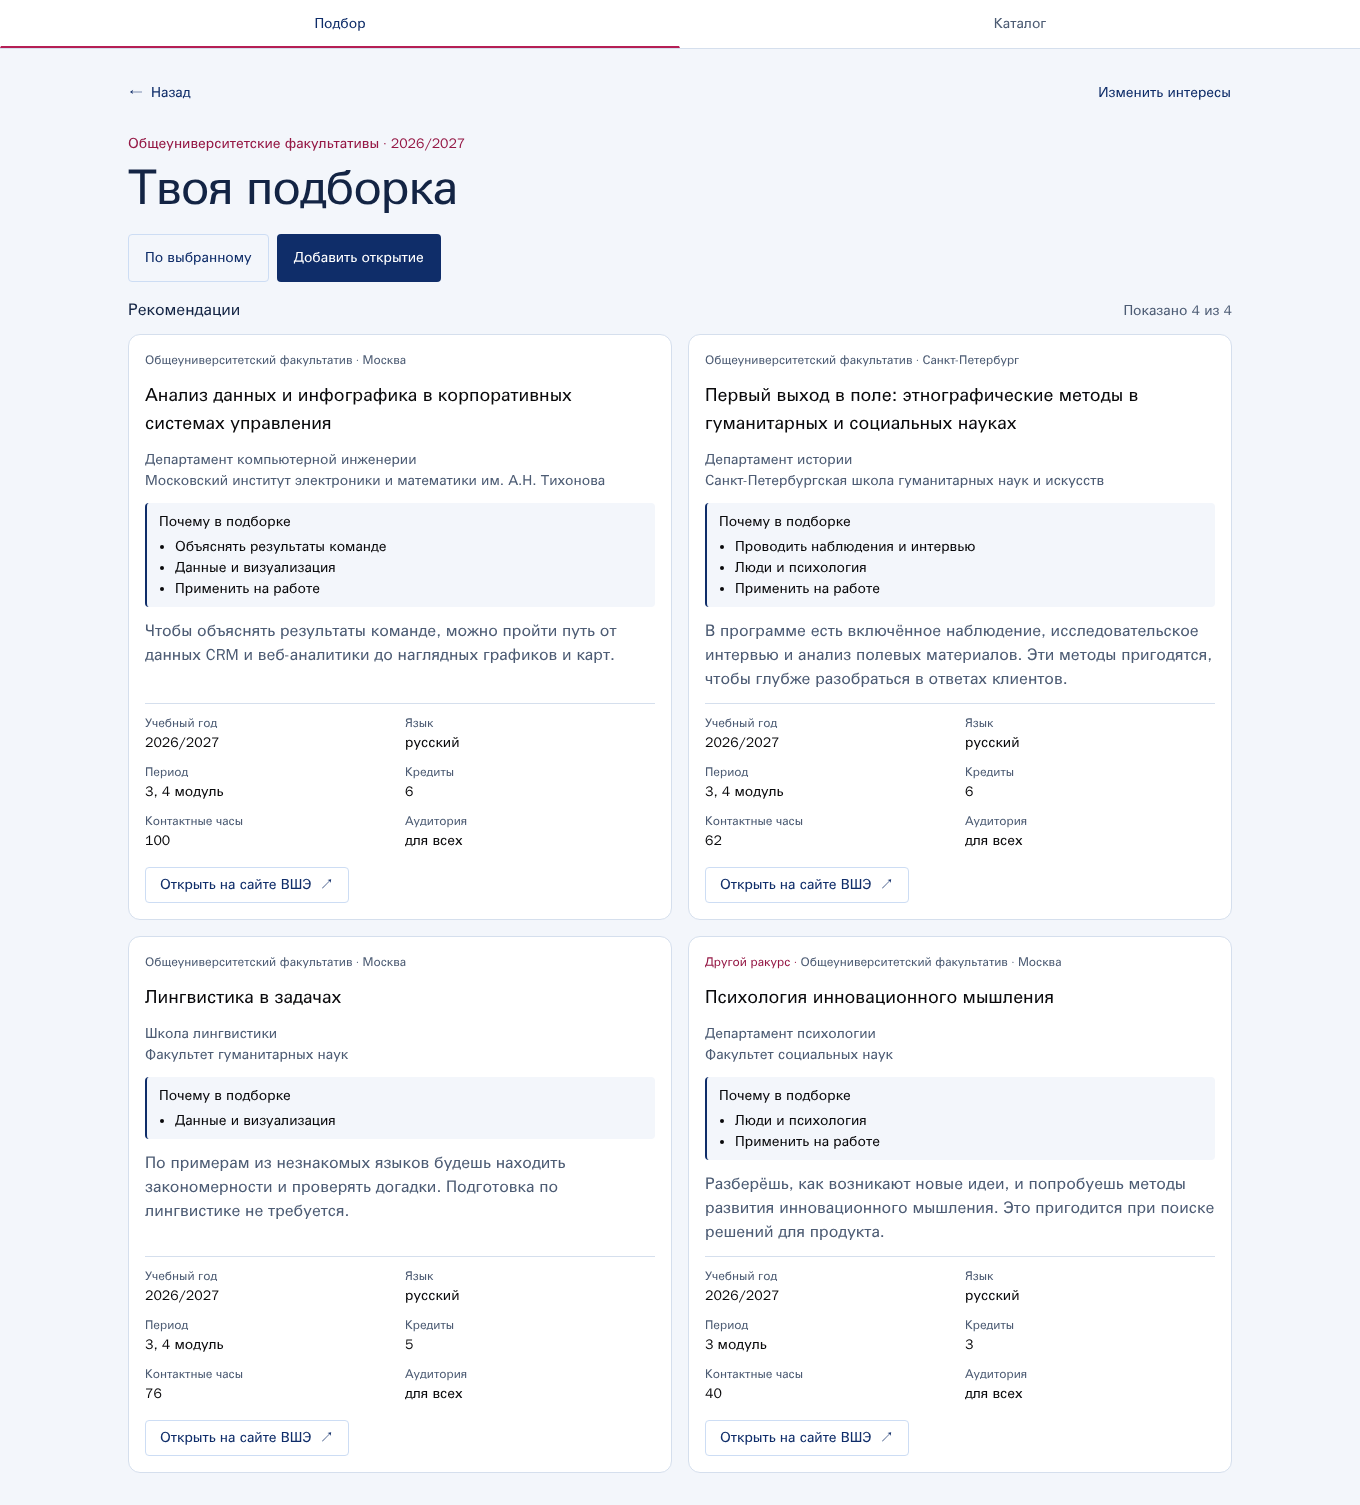 Подбор
Каталог
← Назад
Изменить интересы
Общеуниверситетские факультативы · 2026/2027
Твоя подборка
По выбранному
Добавить открытие
Рекомендации
Показано 4 из 4
Общеуниверситетский факультатив · Москва
Анализ данных и инфографика в корпоративных
системах управления
Департамент компьютерной инженерии
Московский институт электроники и математики им. А.Н. Тихонова
Почему в подборке
• Объяснять результаты команде
• Данные и визуализация
• Применить на работе
Чтобы объяснять результаты команде, можно пройти путь от
данных CRM и веб-аналитики до наглядных графиков и карт.
Учебный год
2026/2027
Язык
русский
Период
3, 4 модуль
Кредиты
6
Контактные часы
100
Аудитория
для всех
Открыть на сайте ВШЭ ↗
Общеуниверситетский факультатив · Санкт-Петербург
Первый выход в поле: этнографические методы в
гуманитарных и социальных науках
Департамент истории
Санкт-Петербургская школа гуманитарных наук и искусств
Почему в подборке
• Проводить наблюдения и интервью
• Люди и психология
• Применить на работе
В программе есть включённое наблюдение, исследовательское
интервью и анализ полевых материалов. Эти методы пригодятся,
чтобы глубже разобраться в ответах клиентов.
Учебный год
2026/2027
Язык
русский
Период
3, 4 модуль
Кредиты
6
Контактные часы
62
Аудитория
для всех
Открыть на сайте ВШЭ ↗
Общеуниверситетский факультатив · Москва
Лингвистика в задачах
Школа лингвистики
Факультет гуманитарных наук
Почему в подборке
• Данные и визуализация
По примерам из незнакомых языков будешь находить
закономерности и проверять догадки. Подготовка по
лингвистике не требуется.
Учебный год
2026/2027
Язык
русский
Период
3, 4 модуль
Кредиты
5
Контактные часы
76
Аудитория
для всех
Открыть на сайте ВШЭ ↗
Другой ракурс · Общеуниверситетский факультатив · Москва
Психология инновационного мышления
Департамент психологии
Факультет социальных наук
Почему в подборке
• Люди и психология
• Применить на работе
Разберёшь, как возникают новые идеи, и попробуешь методы
развития инновационного мышления. Это пригодится при поиске
решений для продукта.
Учебный год
2026/2027
Язык
русский
Период
3 модуль
Кредиты
3
Контактные часы
40
Аудитория
для всех
Открыть на сайте ВШЭ ↗